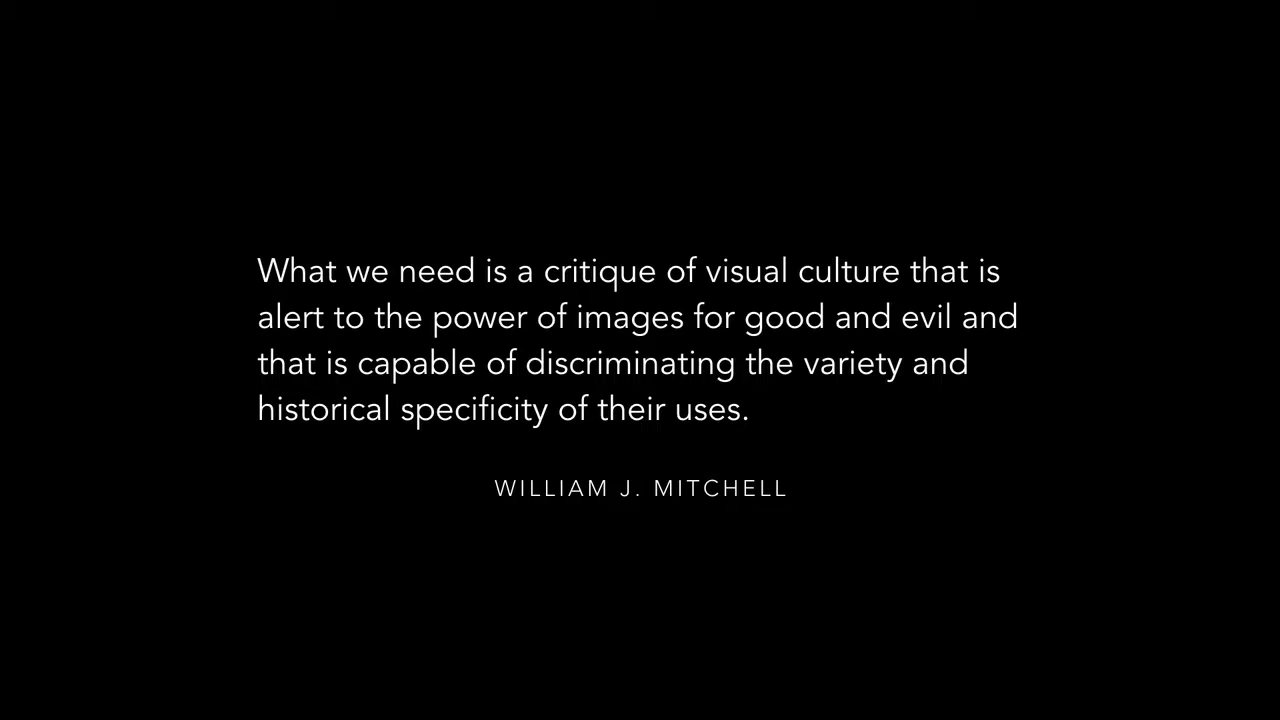 What we need is a critique of visual culture that is
alert to the power of images for good and evil and
that is capable of discriminating the variety and
historical specificity of their uses.
WILLIAM J. MITCHELL